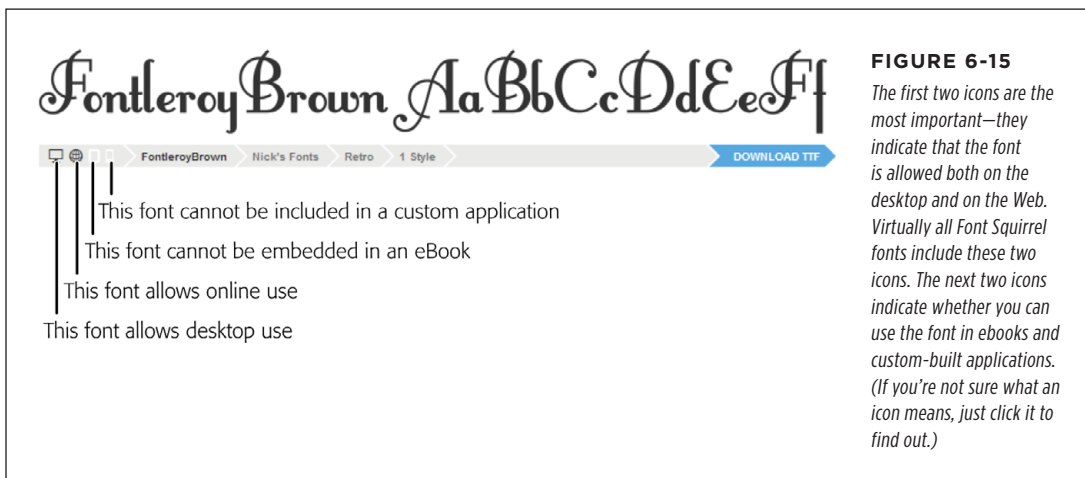 FontleroyBrown AaBbCcDdEeFf
FontleroyBrown Nick's Fonts Retro 1 Style DOWNLOAD TTF
This font cannot be included in a custom application
This font cannot be embedded in an eBook
This font allows online use
This font allows desktop use
FIGURE 6-15
The first two icons are the
most important—they
indicate that the font
is allowed both on the
desktop and on the Web.
Virtually all Font Squirrel
fonts include these two
icons. The next two icons
indicate whether you can
use the font in ebooks and
custom-built applications.
(If you're not sure what an
icon means, just click it to
find out.)